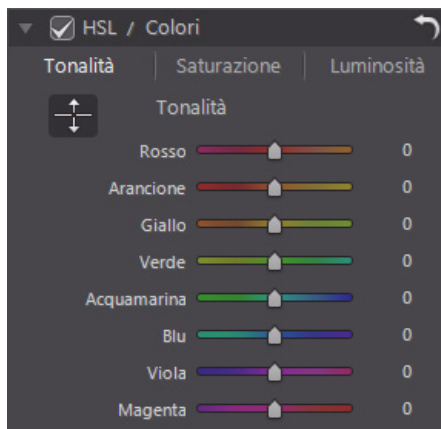 HSL / Colori
Tonalità Saturazione Luminosità
Tonalità
Rosso 0
Arancione 0
Giallo 0
Verde 0
Acquamarina 0
Blu 0
Viola 0
Magenta 0